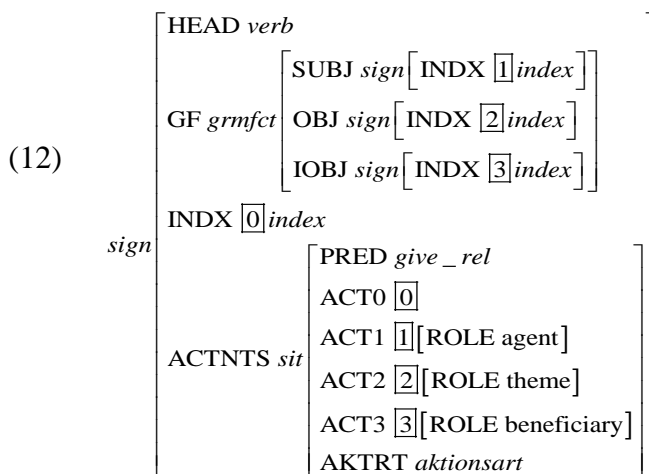 HEAD verb
SUBJ sign[INDX 1 index]
GF grmfct OBJ sign[INDX 2 index]
IOBJ sign[INDX 3 index]
(12)
INDX 0 index
sign
PRED give_rel
ACT0 0
ACT1 1[ROLE agent]
ACTNTS sit ACT2 2[ROLE theme]
ACT3 3[ROLE beneficiary]
AKTRT aktionsart